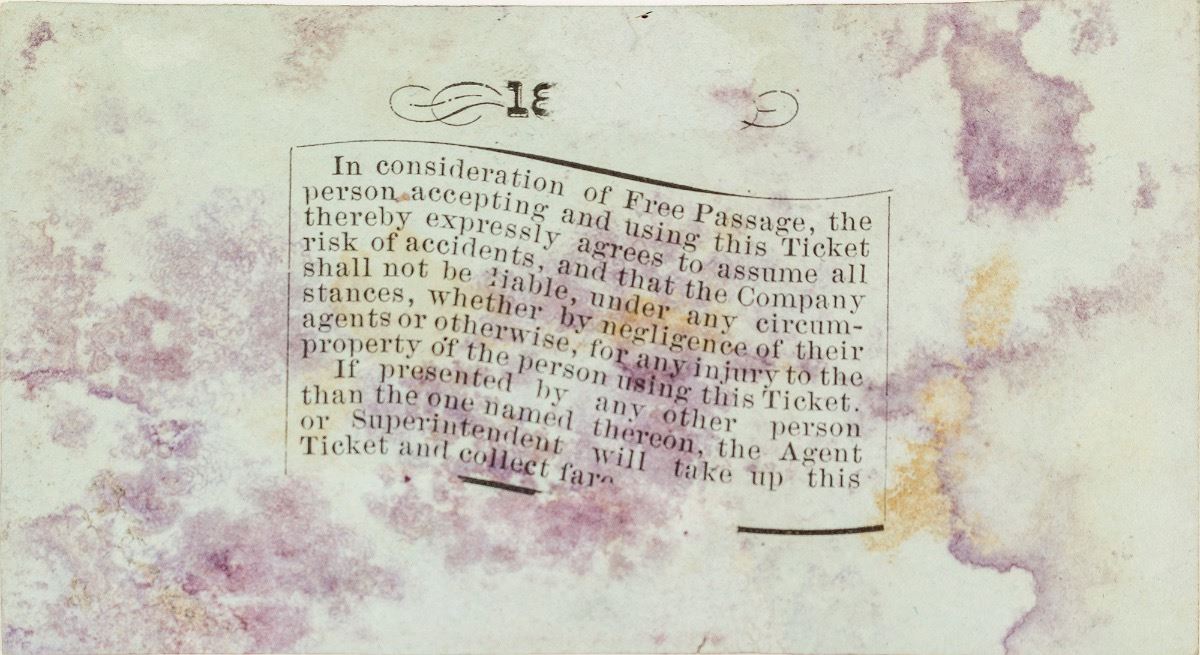 18
In consideration of Free Passage, the
person accepting and using this Ticket
thereby expressly agrees to assume all
risk of accidents, and that the Company
shall not be liable, under any circum-
stances, whether by negligence of their
agents or otherwise, for any injury to the
property of the person using this Ticket.
If presented by any other person
than the one named thereon, the Agent
or Superintendent will take up this
Ticket and collect fare